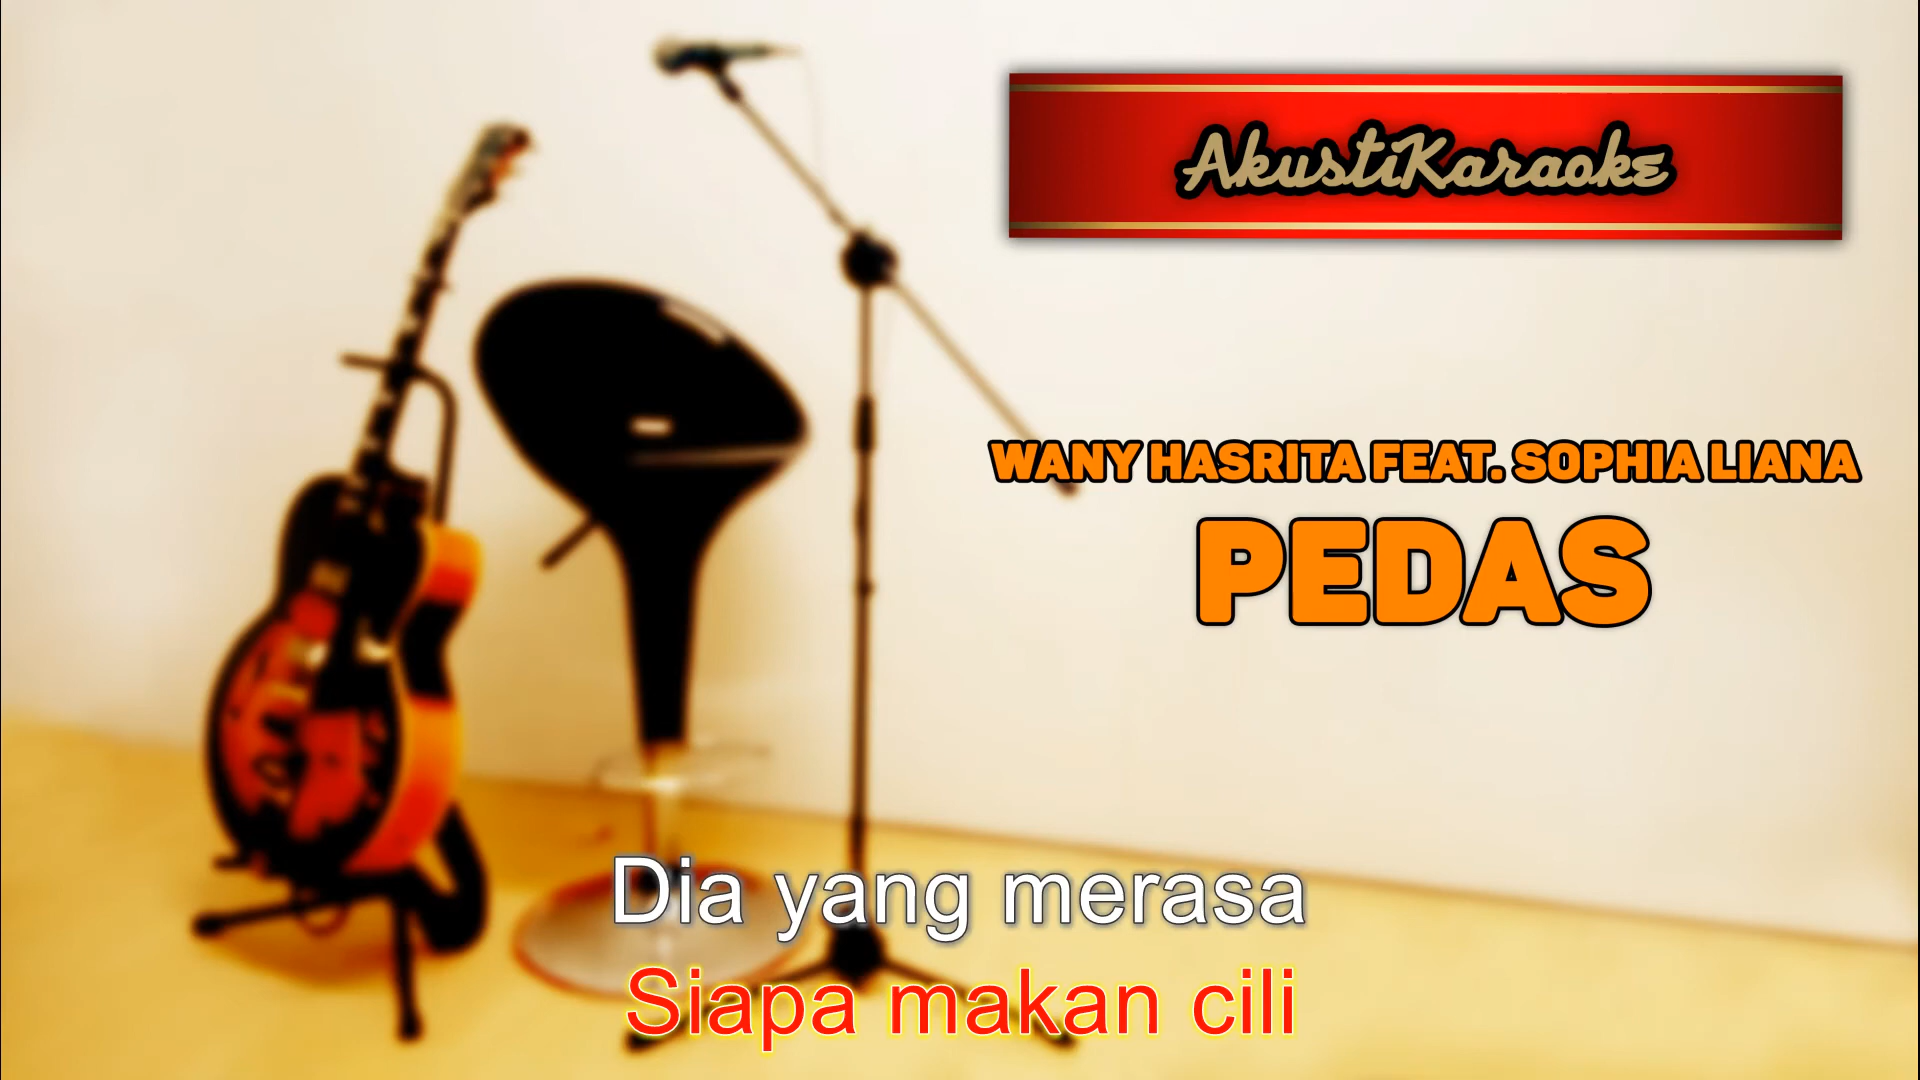 AkustiKaraoke
WANY HASRITA FEAT. SOPHIA LIANA
PEDAS
Dia yang merasa
Siapa makan cili